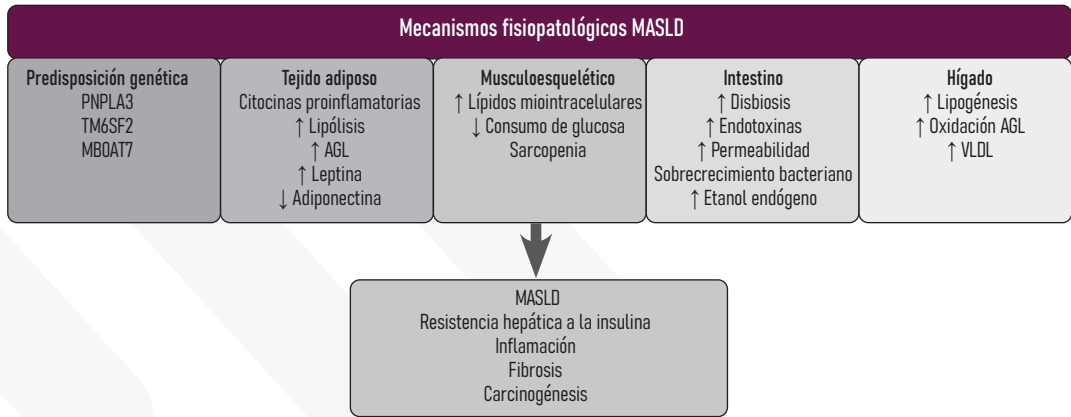 Mecanismos fisiopatológicos MASLD
Predisposición genética
PNPLA3
TM6SF2
MBOAT7
Tejido adiposo
Citocinas proinflamatorias
↑ Lipólisis
↑ AGL
↑ Leptina
↓ Adiponectina
Musculoesquelético
↑ Lípidos miointracelulares
↓ Consumo de glucosa
Sarcopenia
Intestino
↑ Disbiosis
↑ Endotoxinas
↑ Permeabilidad
Sobrecrecimiento bacteriano
↑ Etanol endógeno
Hígado
↑ Lipogénesis
↑ Oxidación AGL
↑ VLDL
MASLD
Resistencia hepática a la insulina
Inflamación
Fibrosis
Carcinogénesis